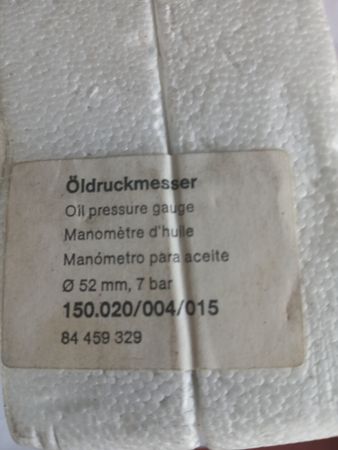 Öldruckmesser
Oil pressure gauge
Manomètre d'huile
Manómetro para aceite
Ø 52 mm, 7 bar
150.020/004/015
84 459 329